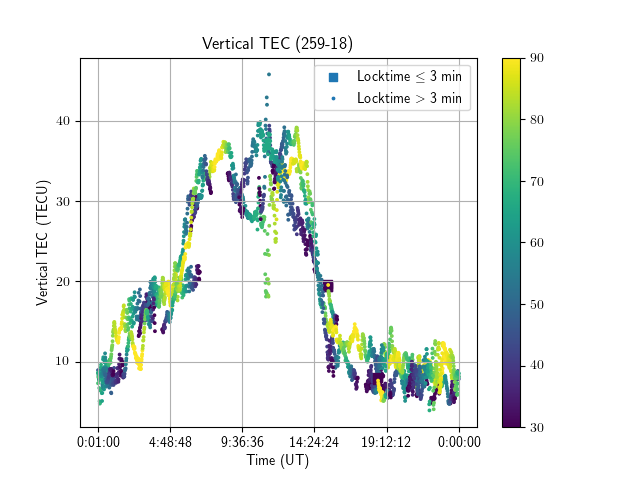 Vertical TEC (259-18)
Locktime ≤ 3 min
Locktime > 3 min
Vertical TEC (TECU)
40
30
20
10
0:01:00 4:48:48 9:36:36 14:24:24 19:12:12 0:00:00
Time (UT)
90
80
70
60
50
40
30